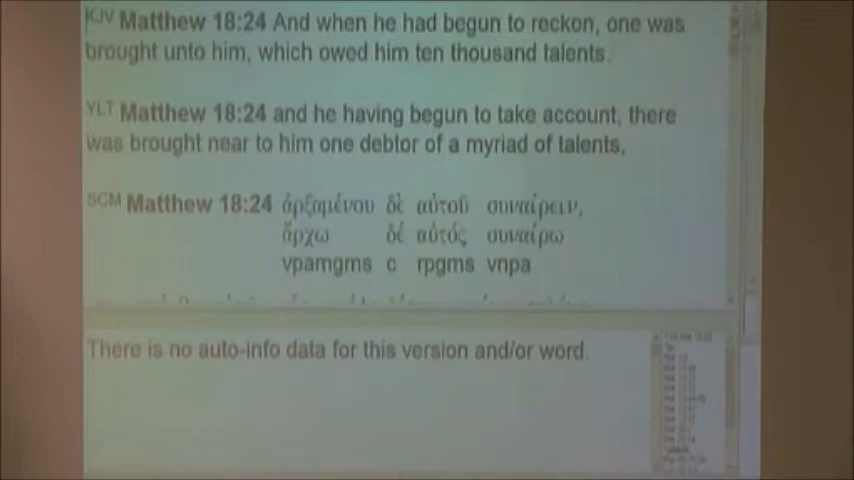 KJV Matthew 18:24 And when he had begun to reckon, one was
brought unto him, which owed him ten thousand talents.
YLT Matthew 18:24 and he having begun to take account, there
was brought near to him one debtor of a myriad of talents,
SCM Matthew 18:24 ἀρξαμένου δὲ αὐτοῦ συναίρειν,
ἄρχω δέ αὐτός συναίρω
vpamgms c rpgms vnpa
There is no auto-info data for this version and/or word.